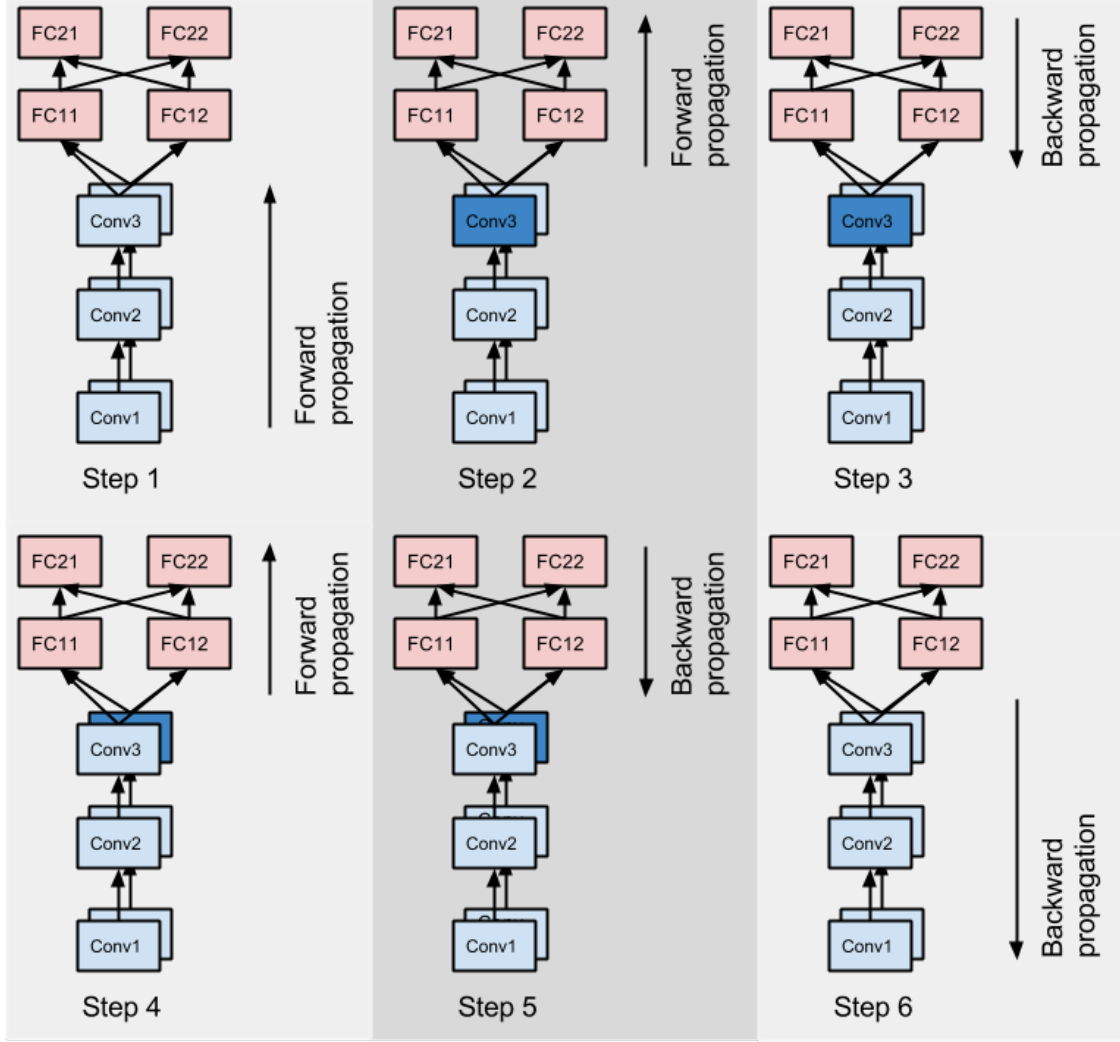 FC21 FC22
FC11 FC12
Conv3
Conv2
Conv1
Forward
propagation
Step 1
FC21 FC22
FC11 FC12
Conv3
Conv2
Conv1
Forward
propagation
Step 2
FC21 FC22
FC11 FC12
Conv3
Conv2
Conv1
Backward
propagation
Step 3
FC21 FC22
FC11 FC12
Conv3
Conv2
Conv1
Forward
propagation
Step 4
FC21 FC22
FC11 FC12
Conv3
Conv2
Conv1
Backward
propagation
Step 5
FC21 FC22
FC11 FC12
Conv3
Conv2
Conv1
Backward
propagation
Step 6